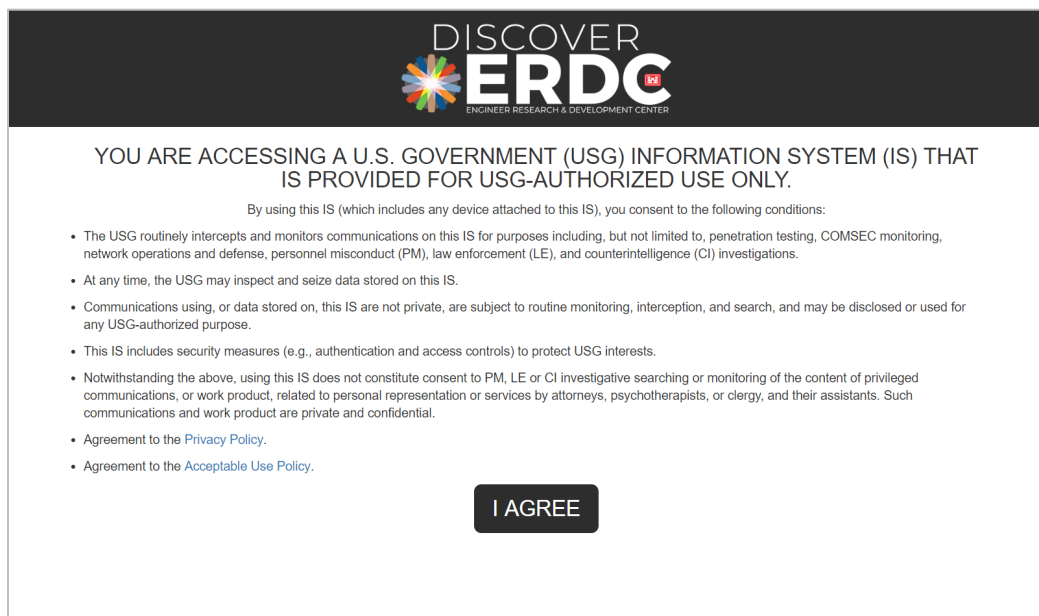 DISCOVER
ERDC
ENGINEER RESEARCH & DEVELOPMENT CENTER
YOU ARE ACCESSING A U.S. GOVERNMENT (USG) INFORMATION SYSTEM (IS) THAT
IS PROVIDED FOR USG-AUTHORIZED USE ONLY.
By using this IS (which includes any device attached to this IS), you consent to the following conditions:
• The USG routinely intercepts and monitors communications on this IS for purposes including, but not limited to, penetration testing, COMSEC monitoring,
network operations and defense, personnel misconduct (PM), law enforcement (LE), and counterintelligence (CI) investigations.
• At any time, the USG may inspect and seize data stored on this IS.
• Communications using, or data stored on, this IS are not private, are subject to routine monitoring, interception, and search, and may be disclosed or used for
any USG-authorized purpose.
• This IS includes security measures (e.g., authentication and access controls) to protect USG interests.
• Notwithstanding the above, using this IS does not constitute consent to PM, LE or CI investigative searching or monitoring of the content of privileged
communications, or work product, related to personal representation or services by attorneys, psychotherapists, or clergy, and their assistants. Such
communications and work product are private and confidential.
• Agreement to the Privacy Policy.
• Agreement to the Acceptable Use Policy.
I AGREE